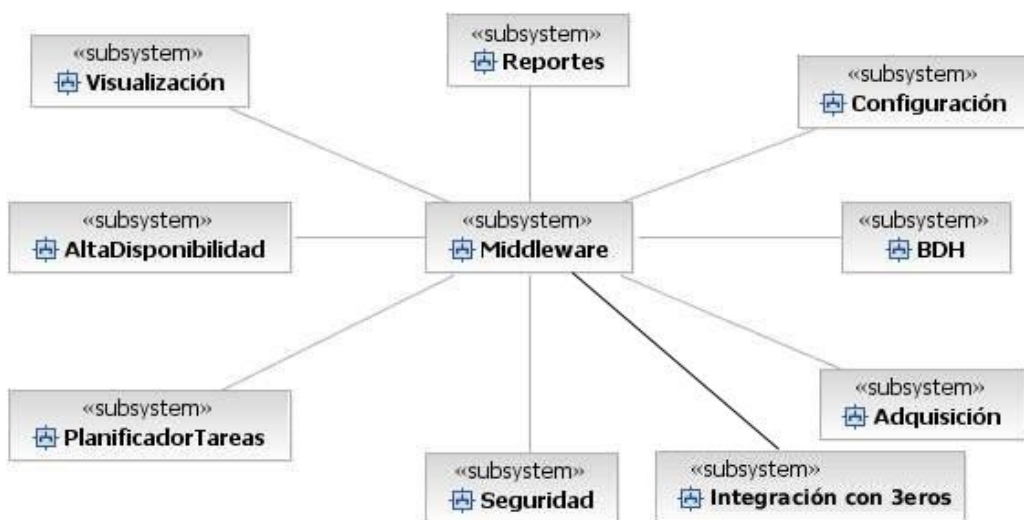 «subsystem»
Visualización
«subsystem»
Reportes
«subsystem»
Configuración
«subsystem»
AltaDisponibilidad
«subsystem»
Middleware
«subsystem»
BDH
«subsystem»
PlanificadorTareas
«subsystem»
Seguridad
«subsystem»
Integración con 3eros
«subsystem»
Adquisición